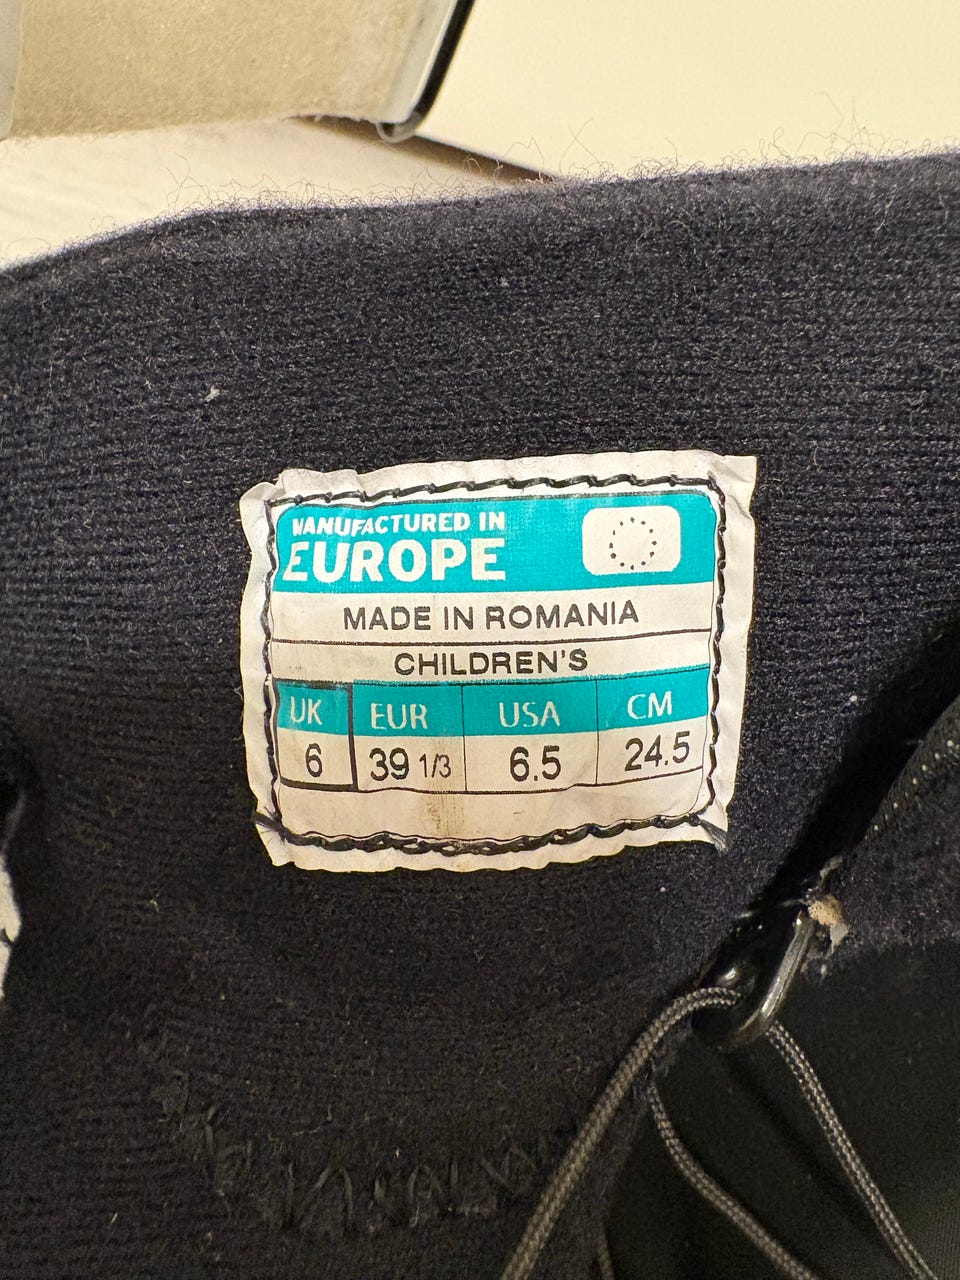 MANUFACTURED IN
EUROPE
MADE IN ROMANIA
CHILDREN'S
UK EUR USA CM
6 39 1/3 6.5 24.5